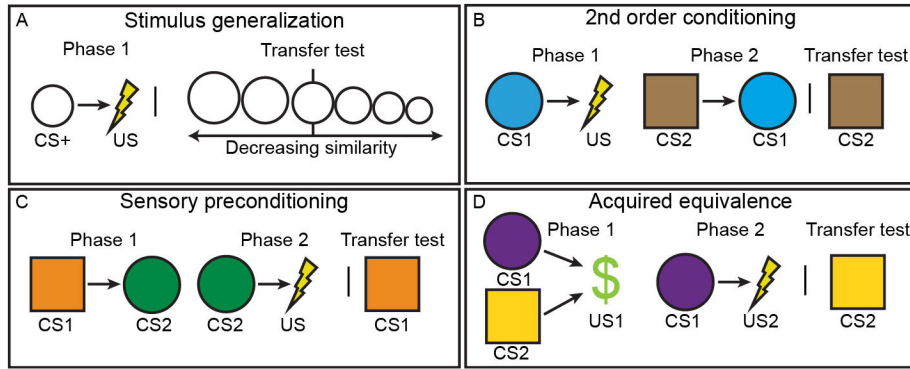 A
Stimulus generalization
Phase 1
Transfer test
CS+
US
Decreasing similarity
B
2nd order conditioning
Phase 1
Phase 2
Transfer test
CS1
US
CS2
CS1
CS2
C
Sensory preconditioning
Phase 1
Phase 2
Transfer test
CS1
CS2
CS2
US
CS1
D
Acquired equivalence
Phase 1
Phase 2
Transfer test
CS1
$
CS2
US1
CS1
US2
CS2